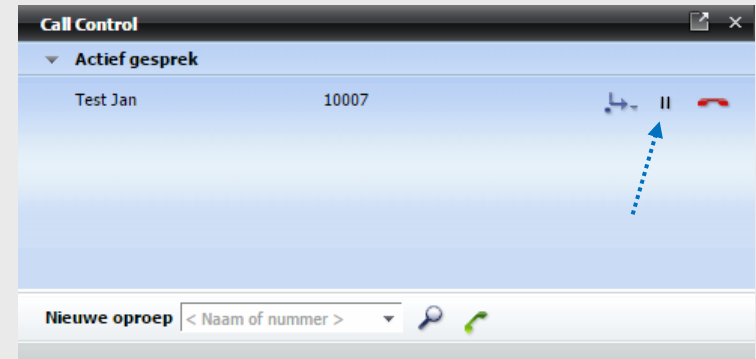 Call Control
Actief gesprek
Test Jan 10007
Nieuwe oproep < Naam of nummer >